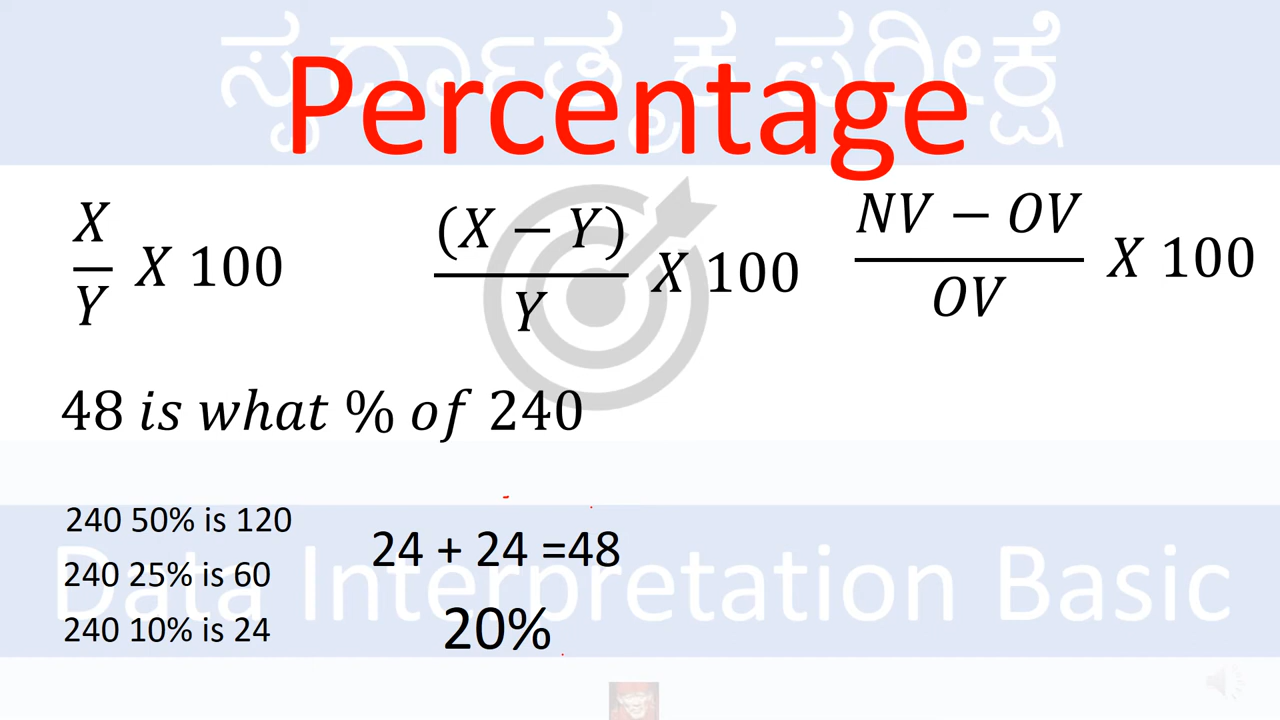 ಸ್ಪರ್ಧಾತ್ಮಕ ಪರೀಕ್ಷೆ
Percentage
X/Y X 100
(X − Y)/Y X 100
NV − OV/OV X 100
48 is what % of 240
240 50% is 120
240 25% is 60
240 10% is 24
24 + 24 =48
20%
Data Interpretation Basic